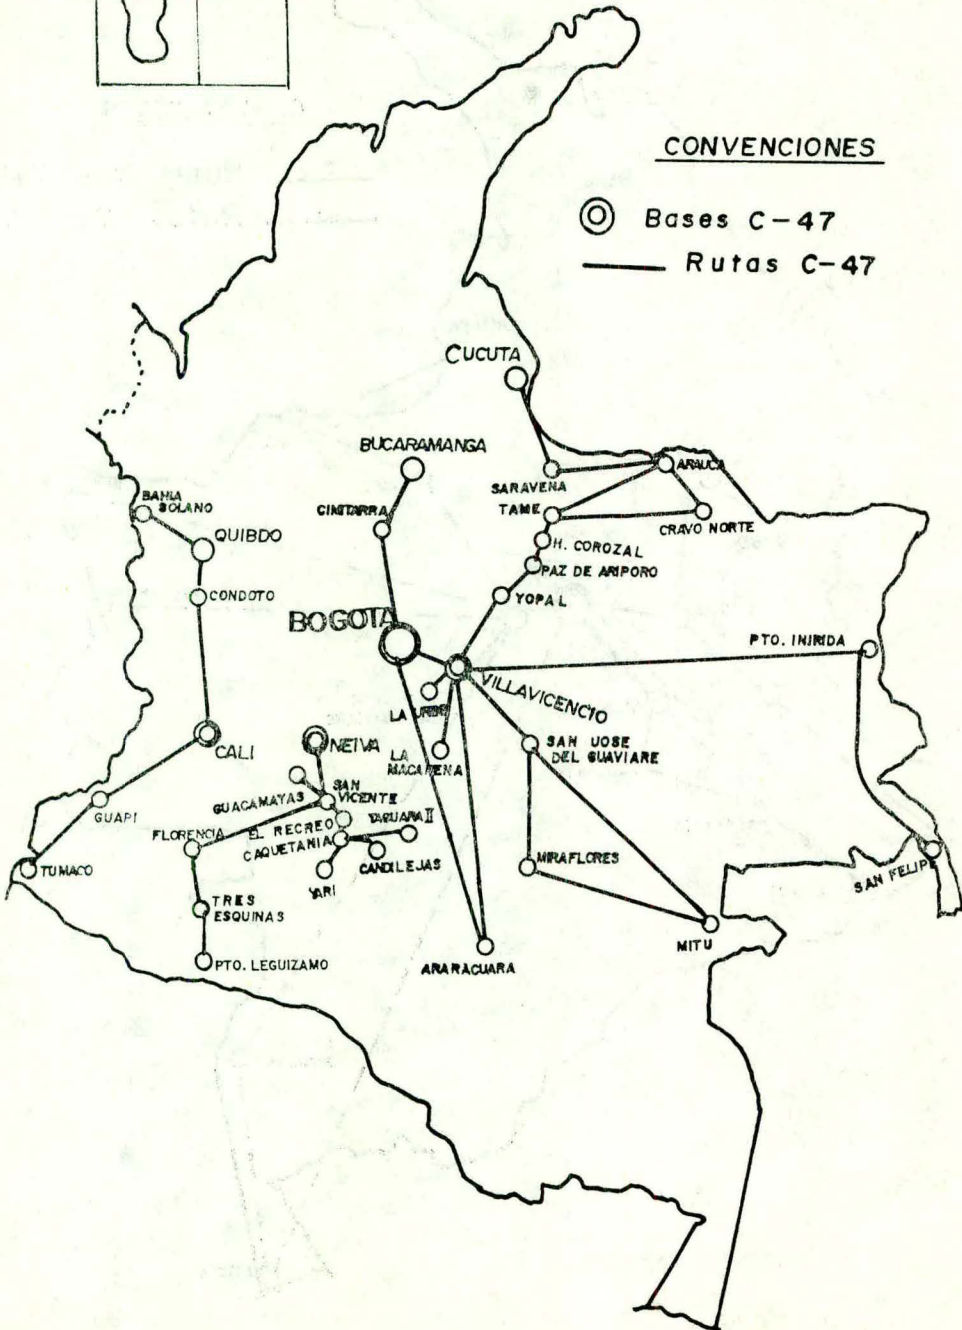 CONVENCIONES
Bases C-47
Rutas C-47
CUCUTA
BUCARAMANGA
SARAVENA
ARAUCA
CIMITARRA
TAME
CRAVO NORTE
BAHIA
SOLANO
QUIBDO
H. COROZAL
PAZ DE ARIPORO
CONDOTO
YOPAL
BOGOTA
PTO. INIRIDA
VILLAVICENCIO
LA URIBE
CALI
NEIVA
LA
MACARENA
SAN JOSE
DEL GUAVIARE
GUAPI
GUACAMAYAS
SAN
VICENTE
FLORENCIA
EL RECREO
YAGUARA II
CAQUETANIA
CANDILEJAS
TUMACO
YARI
MIRAFLORES
SAN FELIPE
TRES
ESQUINAS
MITU
PTO. LEGUIZAMO
ARARACUARA